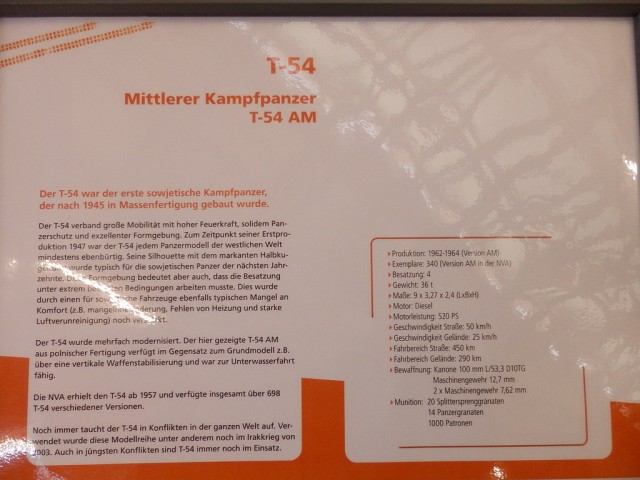 T-54
Mittlerer Kampfpanzer
T-54 AM
Der T-54 war der erste sowjetische Kampfpanzer,
der nach 1945 in Massenfertigung gebaut wurde.
Der T-54 verband große Mobilität mit hoher Feuerkraft, solidem Pan-
zerschutz und exzellenter Formgebung. Zum Zeitpunkt seiner Erstpro-
duktion 1947 war der T-54 jedem Panzermodell der westlichen Welt
mindestens ebenbürtig. Seine Silhouette mit dem markanten Halbku-
wurde typisch für die sowjetischen Panzer der nächsten Jahr-
zehnte. Formgebung bedeutet aber auch, dass die Besatzung
unter extrem Bedingungen arbeiten musste. Dies wurde
durch einen für Fahrzeuge ebenfalls typischen Mangel an
Komfort (z.B. Fehlen von Heizung und starke
Luftverunreinigung) noch
Der T-54 wurde mehrfach modernisiert. Der hier gezeigte T-54 AM
aus polnischer Fertigung verfügt im Gegensatz zum Grundmodell z.B.
über eine vertikale Waffenstabilisierung und war zur Unterwasserfahrt
fähig.
Die NVA erhielt den T-54 ab 1957 und verfügte insgesamt über 698
T-54 verschiedener Versionen.
Noch immer taucht der T-54 in Konflikten in der ganzen Welt auf. Ver-
wendet wurde diese Modellreihe unter anderem noch im Irakkrieg von
2003. Auch in jüngsten Konflikten sind T-54 immer noch im Einsatz.
Produktion: 1962-1964 (Version AM)
Exemplare: 340 (Version AM in der NVA)
Besatzung: 4
Gewicht: 36 t
Maße: 9 x 3,27 x 2,4 (LxBxH)
Motor: Diesel
Motorleistung: 520 PS
Geschwindigkeit Straße: 50 km/h
Geschwindigkeit Gelände: 25 km/h
Fahrbereich Straße: 450 km
Fahrbereich Gelände: 290 km
Bewaffnung: Kanone 100 mm L/53,3 D10TG
Maschinengewehr 12,7 mm
2 x Maschinengewehr 7,62 mm
Munition: 20 Splittersprenggranaten
14 Panzergranaten
1000 Patronen